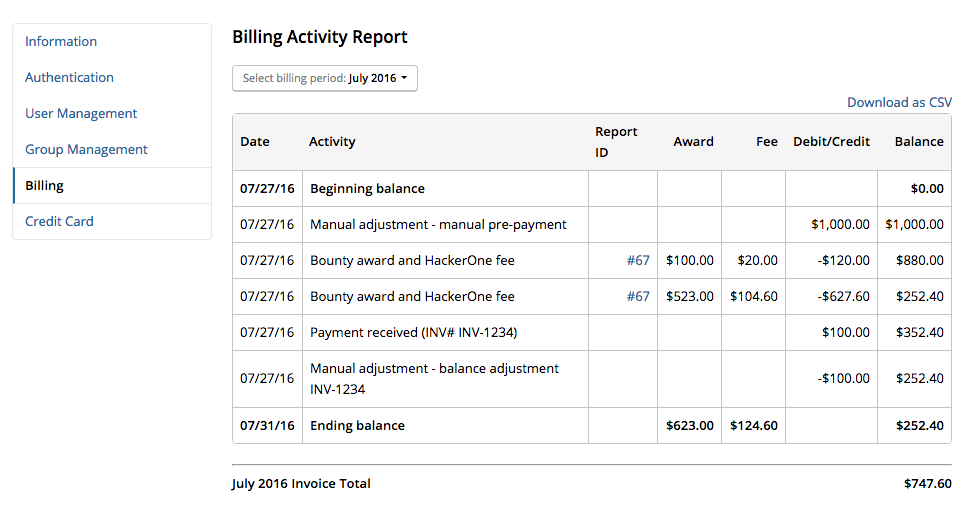 Information
Authentication
User Management
Group Management
Billing
Credit Card
Billing Activity Report
Select billing period: July 2016
Download as CSV
Date Activity Report ID Award Fee Debit/Credit Balance
07/27/16 Beginning balance $0.00
07/27/16 Manual adjustment - manual pre-payment $1,000.00 $1,000.00
07/27/16 Bounty award and HackerOne fee #67 $100.00 $20.00 -$120.00 $880.00
07/27/16 Bounty award and HackerOne fee #67 $523.00 $104.60 -$627.60 $252.40
07/27/16 Payment received (INV# INV-1234) $100.00 $352.40
07/27/16 Manual adjustment - balance adjustment INV-1234 -$100.00 $252.40
07/31/16 Ending balance $623.00 $124.60 $252.40
July 2016 Invoice Total $747.60